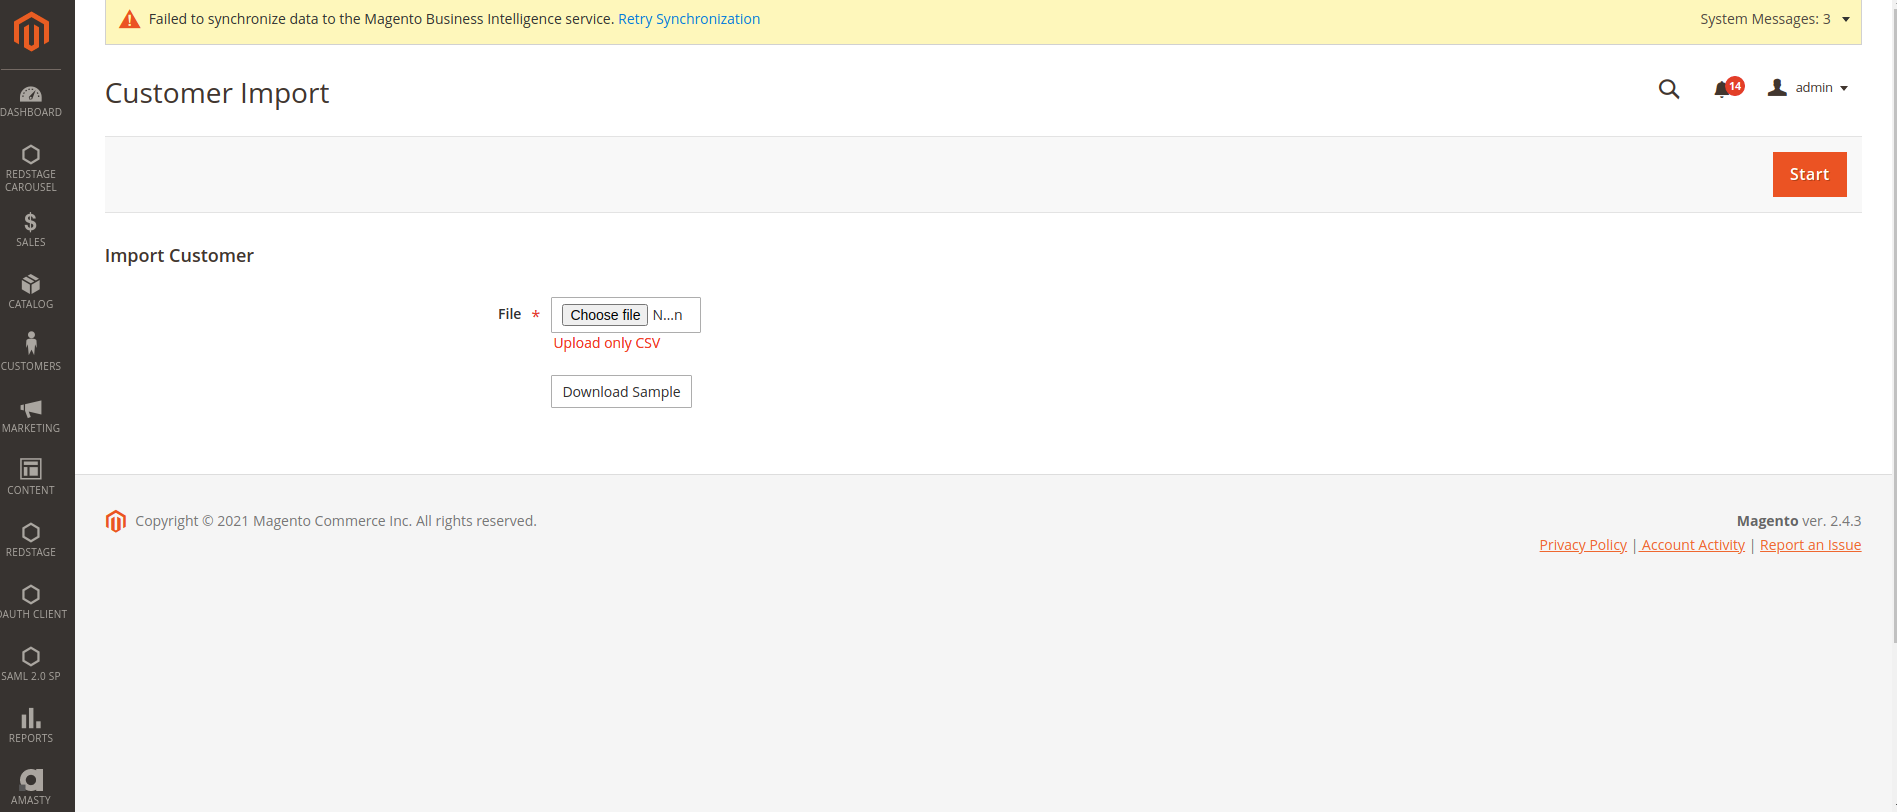 Failed to synchronize data to the Magento Business Intelligence service. Retry Synchronization
System Messages: 3
Customer Import
14
admin
Start
DASHBOARD
REDSTAGE
CAROUSEL
SALES
CATALOG
CUSTOMERS
MARKETING
CONTENT
REDSTAGE
OAUTH CLIENT
SAML 2.0 SP
REPORTS
AMASTY
Import Customer
File *
Choose file N...n
Upload only CSV
Download Sample
Copyright © 2021 Magento Commerce Inc. All rights reserved.
Magento ver. 2.4.3
Privacy Policy | Account Activity | Report an Issue